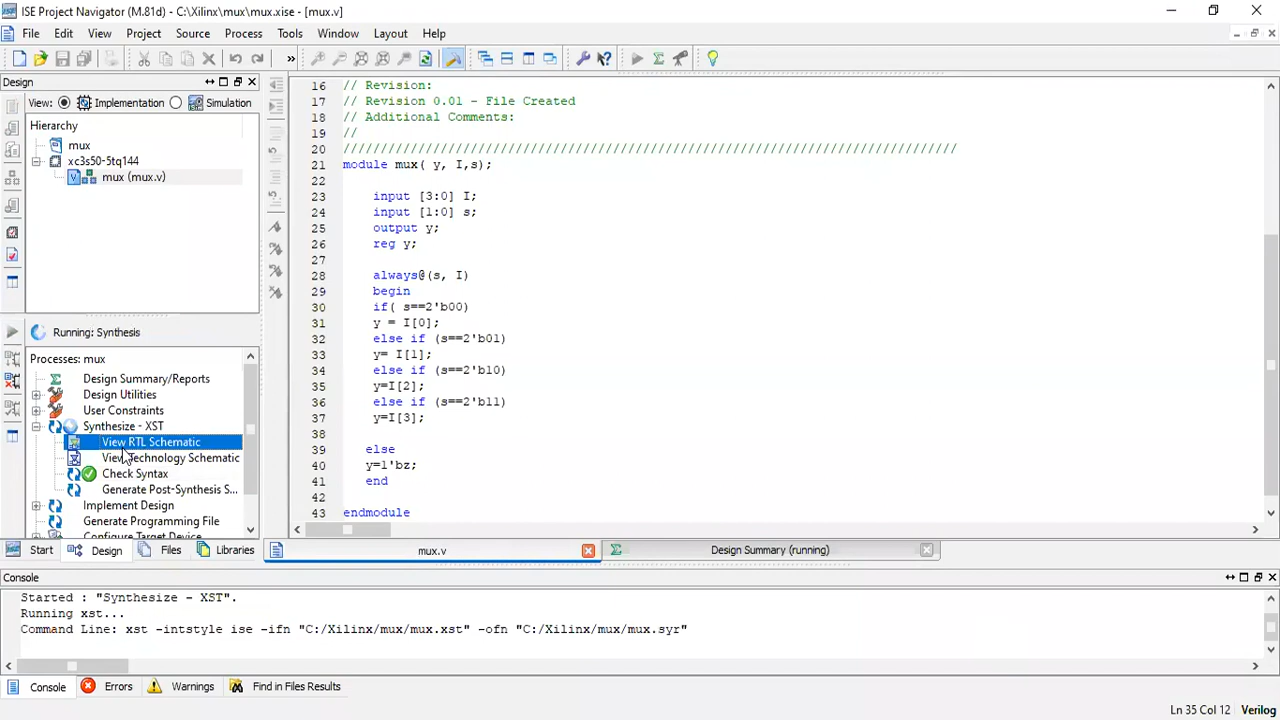 ISE Project Navigator (M.81d) - C:\Xilinx\mux\mux.xise - [mux.v]
File Edit View Project Source Process Tools Window Layout Help
»
Design
View: Implementation Simulation
Hierarchy
mux
xc3s50-5tq144
mux (mux.v)
Running: Synthesis
Processes: mux
Design Summary/Reports
Design Utilities
User Constraints
Synthesize - XST
View RTL Schematic
View Technology Schematic
Check Syntax
Generate Post-Synthesis S...
Implement Design
Generate Programming File
Configure Target Device
Start Design Files Libraries
16 // Revision:
17 // Revision 0.01 - File Created
18 // Additional Comments:
19 //
20 //////////////////////////////////////////////////////////////////////////////////
21 module mux( y, I,s);
22
23 input [3:0] I;
24 input [1:0] s;
25 output y;
26 reg y;
27
28 always@(s, I)
29 begin
30 if( s==2'b00)
31 y = I[0];
32 else if (s==2'b01)
33 y= I[1];
34 else if (s==2'b10)
35 y=I[2];
36 else if (s==2'b11)
37 y=I[3];
38
39 else
40 y=1'bz;
41 end
42
43 endmodule
mux.v Design Summary (running)
Console
Started : "Synthesize - XST".
Running xst...
Command Line: xst -intstyle ise -ifn "C:/Xilinx/mux/mux.xst" -ofn "C:/Xilinx/mux/mux.syr"
Console Errors Warnings Find in Files Results
Ln 35 Col 12 Verilog